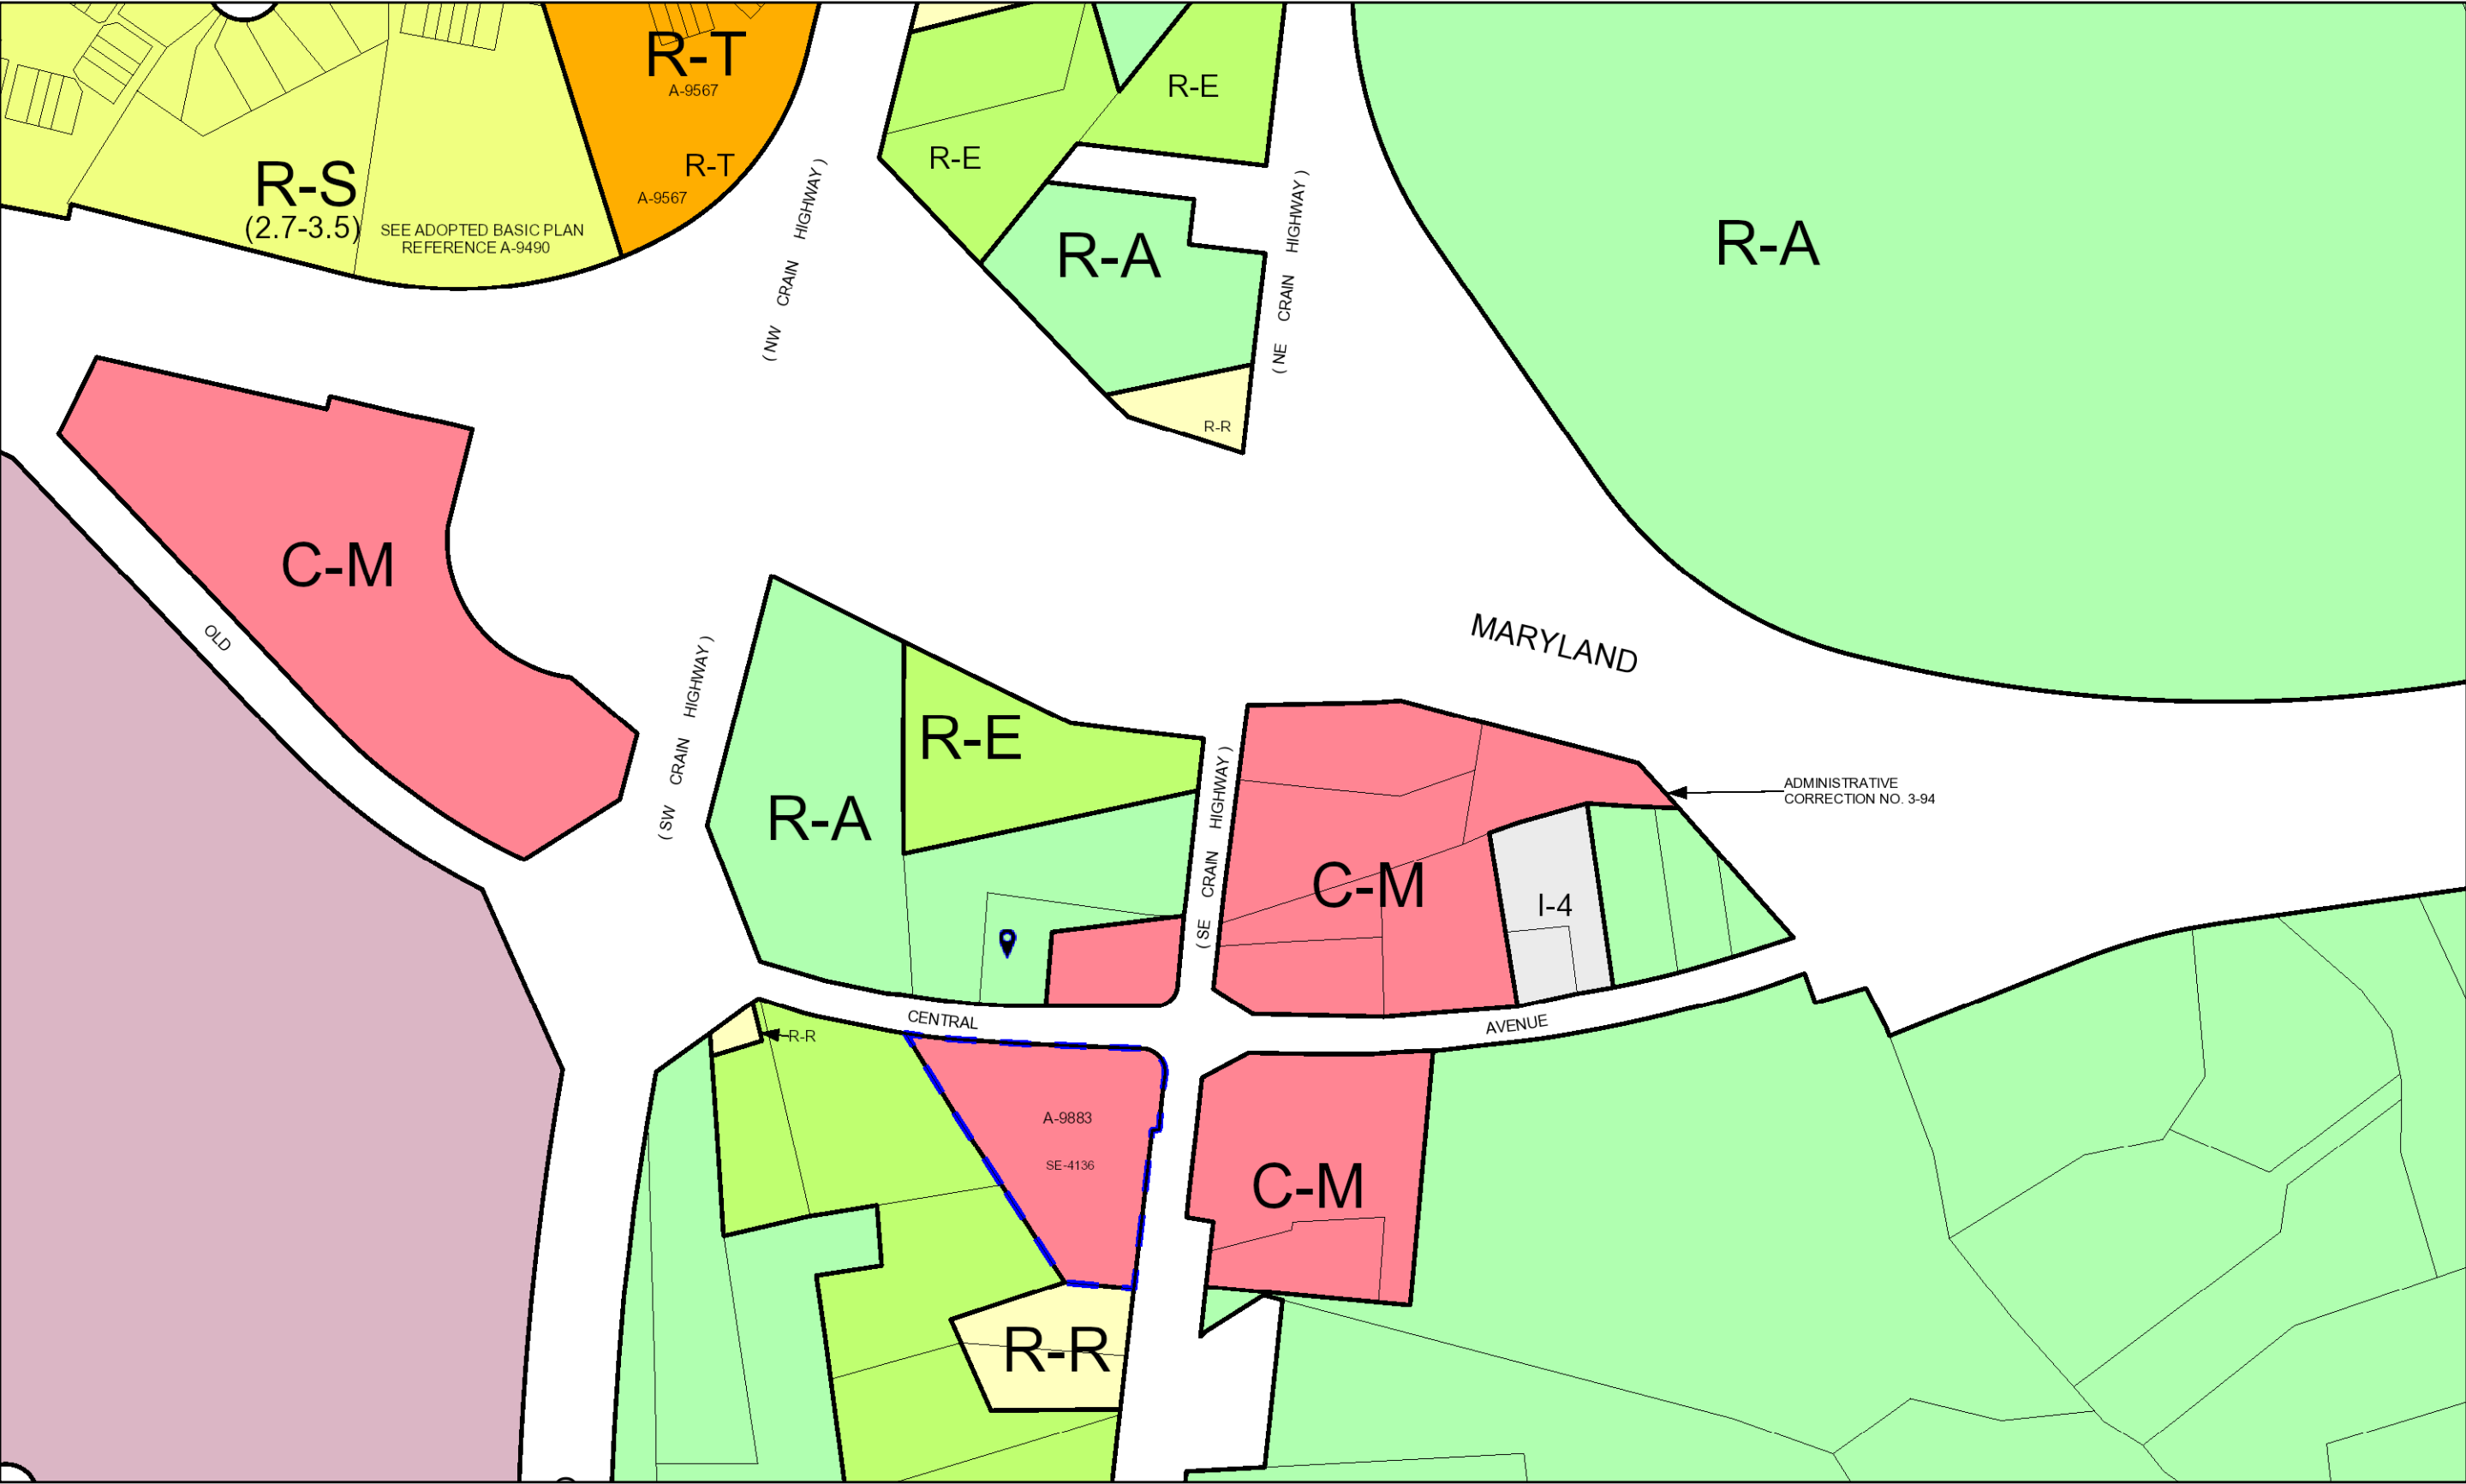 R-T
A-9567
R-E
R-E
R-T
A-9567
R-S
(2.7-3.5)
SEE ADOPTED BASIC PLAN
REFERENCE A-9490
( NW CRAIN HIGHWAY )
R-A
( NE CRAIN HIGHWAY )
R-A
R-R
C-M
OLD
( SW CRAIN HIGHWAY )
MARYLAND
R-E
R-A
( SE CRAIN HIGHWAY )
ADMINISTRATIVE
CORRECTION NO. 3-94
C-M
I-4
CENTRAL
AVENUE
R-R
A-9883
SE-4136
C-M
R-R